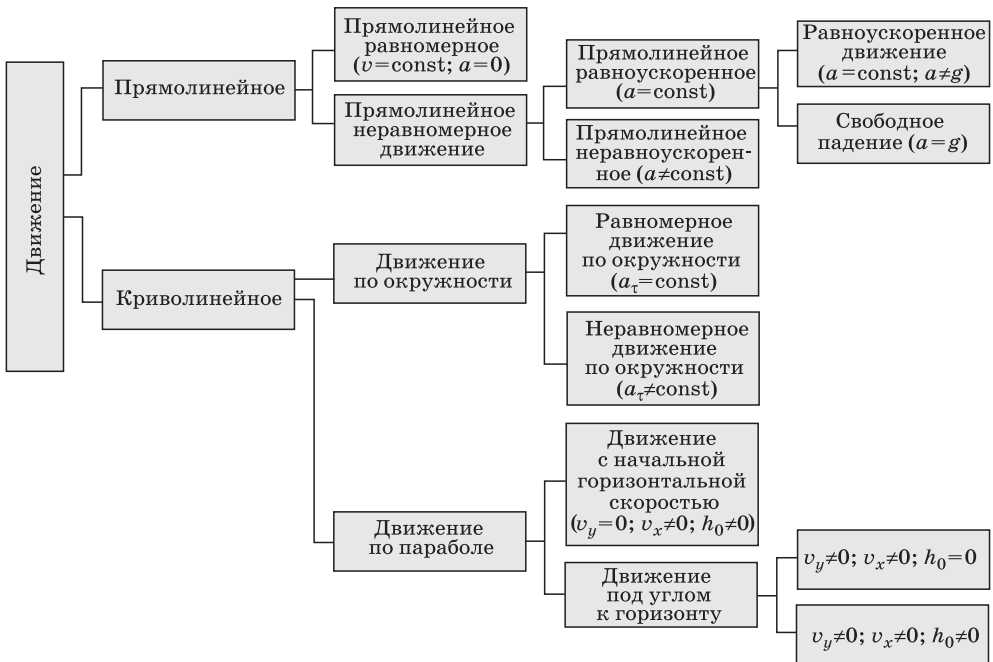 Движение
Прямолинейное
Прямолинейное
равномерное
(v=const; a=0)
Прямолинейное
неравномерное
движение
Прямолинейное
равноускоренное
(a=const)
Прямолинейное
неравноускорен-
ное (a≠const)
Равноускоренное
движение
(a=const; a≠g)
Свободное
падение (a=g)
Криволинейное
Движение
по окружности
Равномерное
движение
по окружности
(aτ=const)
Неравномерное
движение
по окружности
(aτ≠const)
Движение
по параболе
Движение
с начальной
горизонтальной
скоростью
(vy=0; vx≠0; h0≠0)
Движение
под углом
к горизонту
vy≠0; vx≠0; h0=0
vy≠0; vx≠0; h0≠0